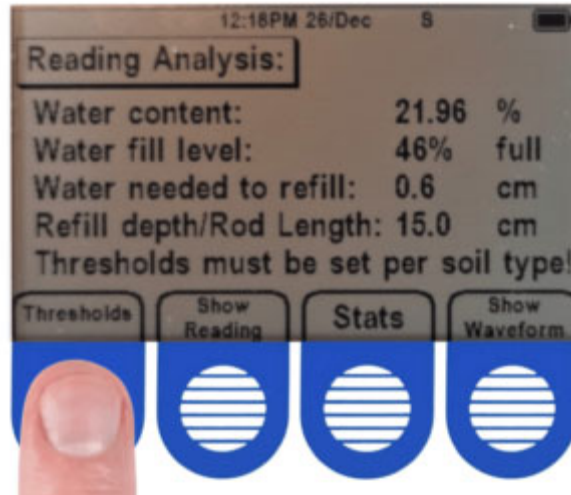 12:18PM 26/Dec S
Reading Analysis:
Water content: 21.96 %
Water fill level: 46% full
Water needed to refill: 0.6 cm
Refill depth/Rod Length: 15.0 cm
Thresholds must be set per soil type!
Thresholds Show Reading Stats Show Waveform